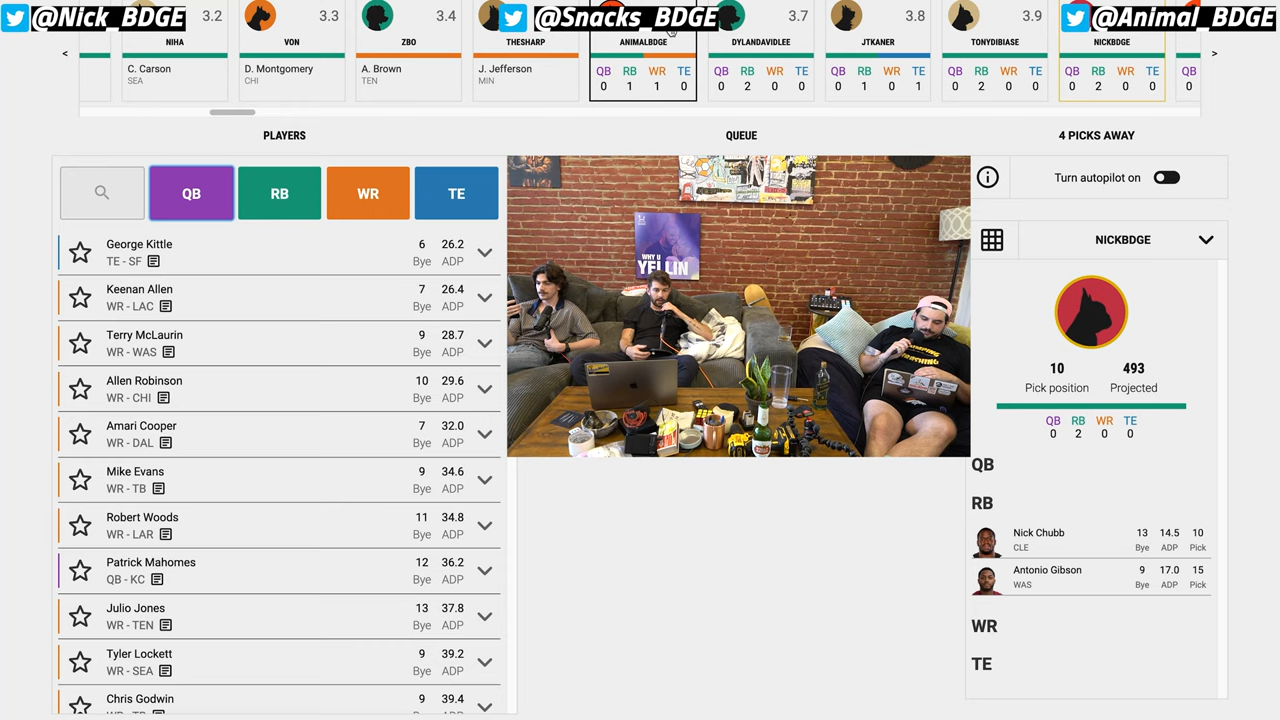 @Nick_BDGE
@Snacks_BDGE
@Animal_BDGE
3.2
3.3
3.4
3.7
3.8
3.9
NIHA
VON
ZBO
THESHARP
ANIMALBDGE
DYLANDAVIDLEE
JTKANER
TONYDIBIASE
NICKBDGE
<
C. Carson
SEA
D. Montgomery
CHI
A. Brown
TEN
J. Jefferson
MIN
QB RB WR TE
0 1 1 0
QB RB WR TE
0 2 0 0
QB RB WR TE
0 1 0 1
QB RB WR TE
0 2 0 0
QB RB WR TE
0 2 0 0
QB
0
>
PLAYERS
QUEUE
4 PICKS AWAY
QB
RB
WR
TE
George Kittle 6 26.2
TE - SF Bye ADP
Keenan Allen 7 26.4
WR - LAC Bye ADP
Terry McLaurin 9 28.7
WR - WAS Bye ADP
Allen Robinson 10 29.6
WR - CHI Bye ADP
Amari Cooper 32.0
WR - DAL Bye ADP
Mike Evans 9 34.6
WR - TB Bye ADP
Robert Woods 11 34.8
WR - LAR Bye ADP
Patrick Mahomes 12 36.2
QB - KC Bye ADP
Julio Jones 13 37.8
WR - TEN Bye ADP
Tyler Lockett 9 39.2
WR - SEA Bye ADP
Chris Godwin 9 39.4
WHY U
YELLIN
Turn autopilot on
NICKBDGE
10 493
Pick position Projected
QB RB WR TE
0 2 0 0
QB
RB
Nick Chubb 13 14.5 10
CLE Bye ADP Pick
Antonio Gibson 9 17.0 15
WAS Bye ADP Pick
WR
TE